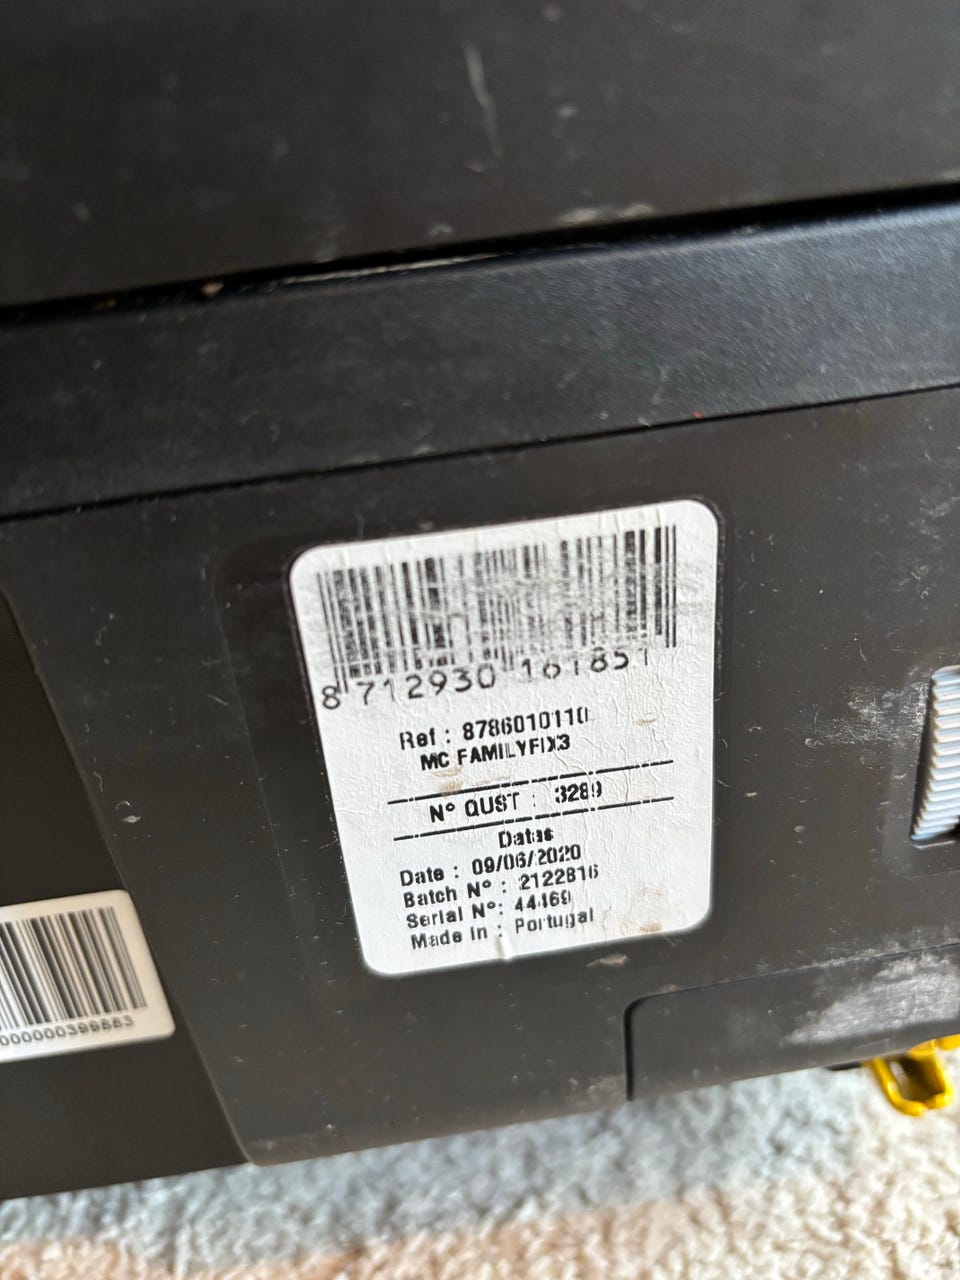 8 712930 161851
Ref : 8786010110
MC FAMILYFIX3
N° QUST : 3289
Datas
Date : 09/06/2020
Batch N° : 2122816
Serial N°: 44469
Made In : Portugal
000000399883